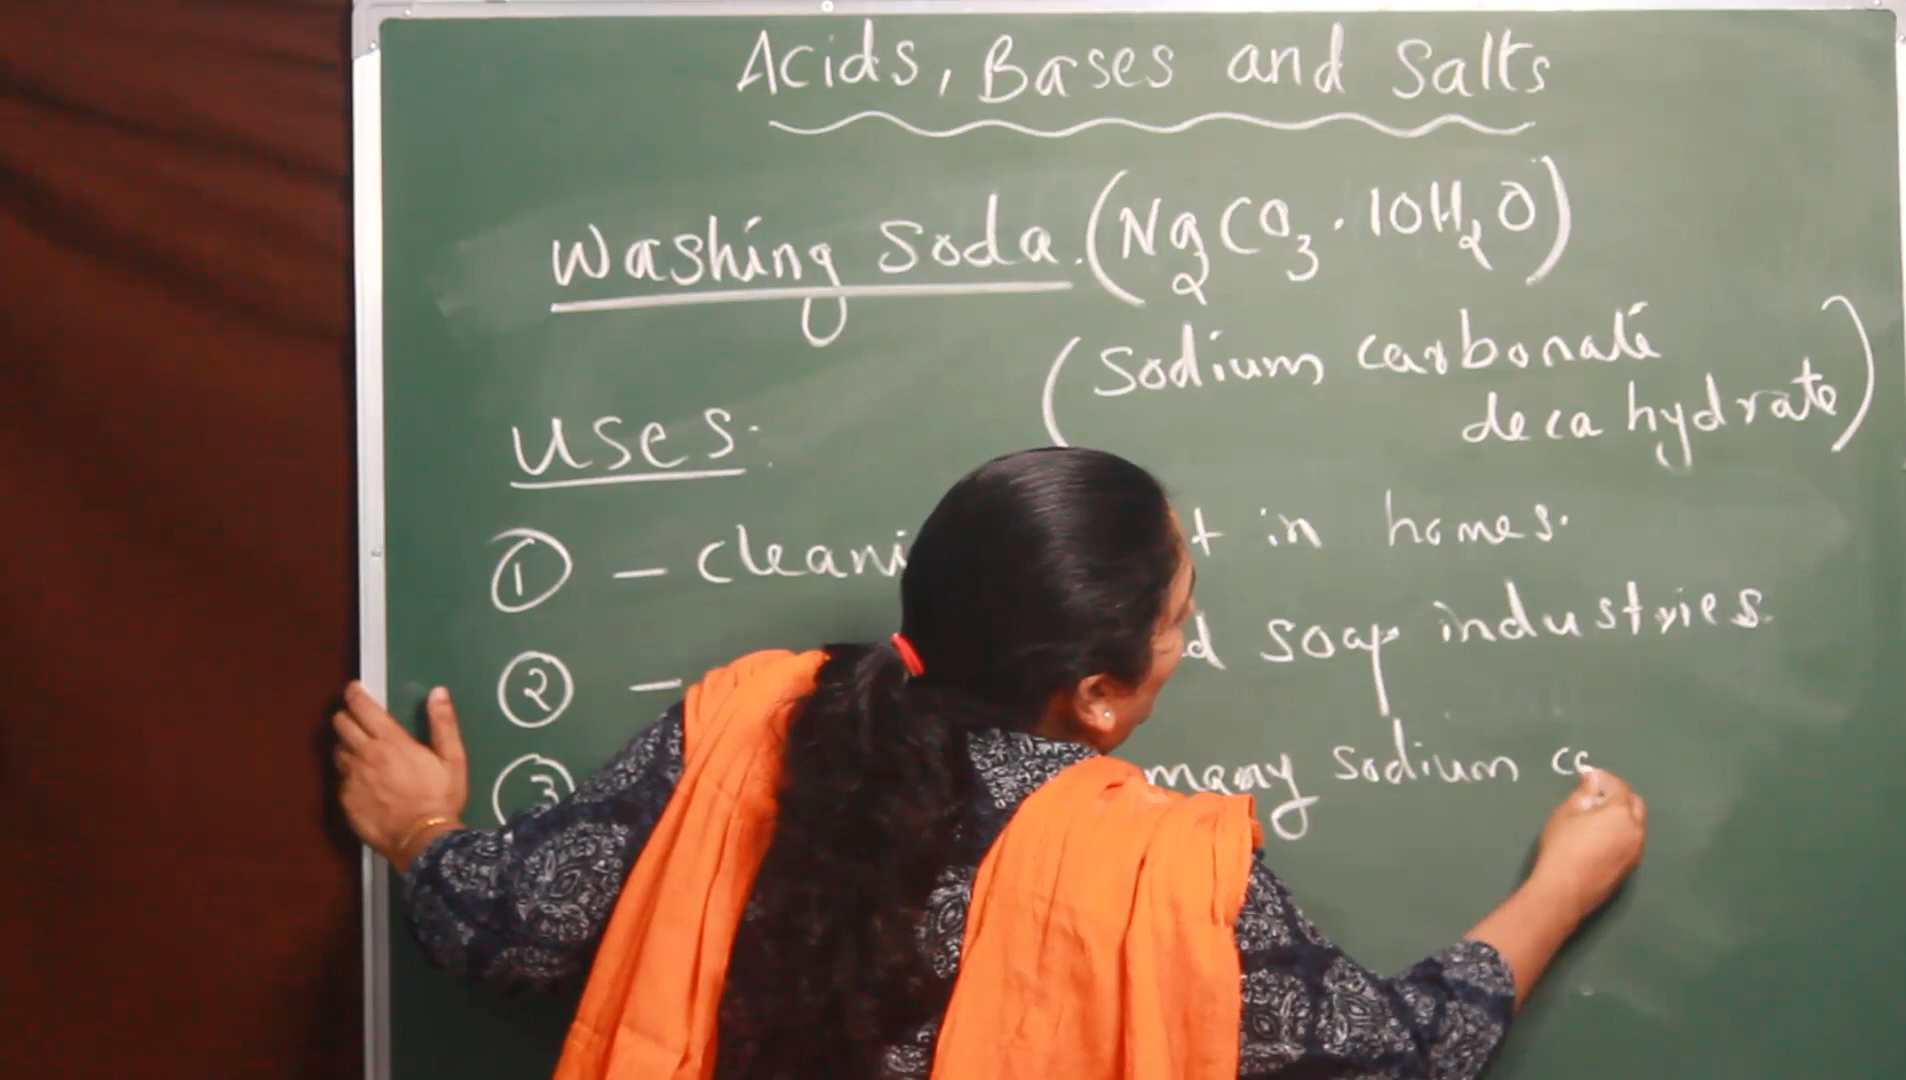 Acids, Bases and Salts
Washing Soda. (Na2CO3.10H2O)
(Sodium carbonate
decahydrate)
Uses:
① - cleani t in homes.
② - d soap industries.
③ many sodium co